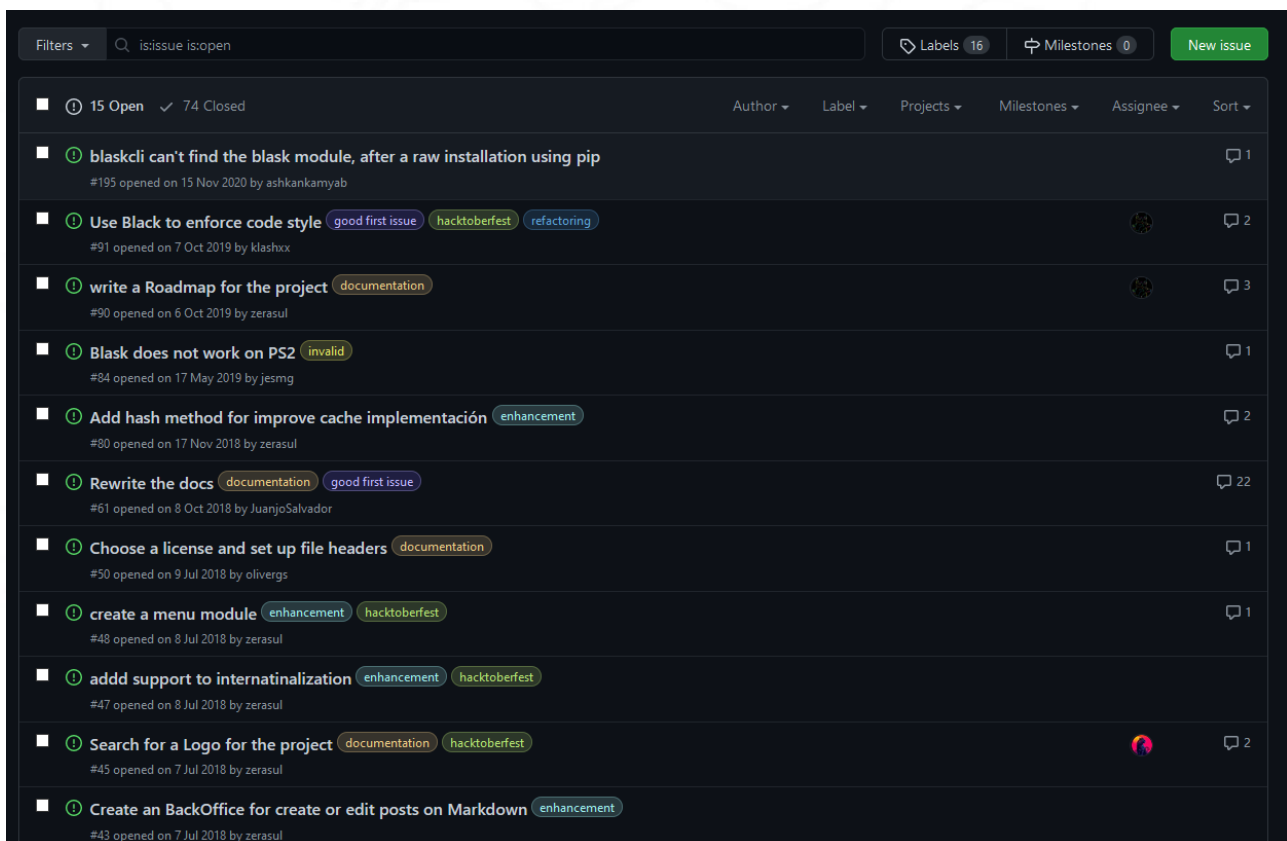 Filters is:issue is:open Labels 16 Milestones 0 New issue
15 Open 74 Closed Author Label Projects Milestones Assignee Sort
blaskcli can't find the blask module, after a raw installation using pip 1
#195 opened on 15 Nov 2020 by ashkankamyab
Use Black to enforce code style good first issue hacktoberfest refactoring 2
#91 opened on 7 Oct 2019 by klashxx
write a Roadmap for the project documentation 3
#90 opened on 6 Oct 2019 by zerasul
Blask does not work on PS2 invalid 1
#84 opened on 17 May 2019 by jesmg
Add hash method for improve cache implementación enhancement 2
#80 opened on 17 Nov 2018 by zerasul
Rewrite the docs documentation good first issue 22
#61 opened on 8 Oct 2018 by JuanjoSalvador
Choose a license and set up file headers documentation 1
#50 opened on 9 Jul 2018 by olivergs
create a menu module enhancement hacktoberfest 1
#48 opened on 8 Jul 2018 by zerasul
addd support to internatinalization enhancement hacktoberfest
#47 opened on 8 Jul 2018 by zerasul
Search for a Logo for the project documentation hacktoberfest 2
#45 opened on 7 Jul 2018 by zerasul
Create an BackOffice for create or edit posts on Markdown enhancement
#43 opened on 7 Jul 2018 by zerasul